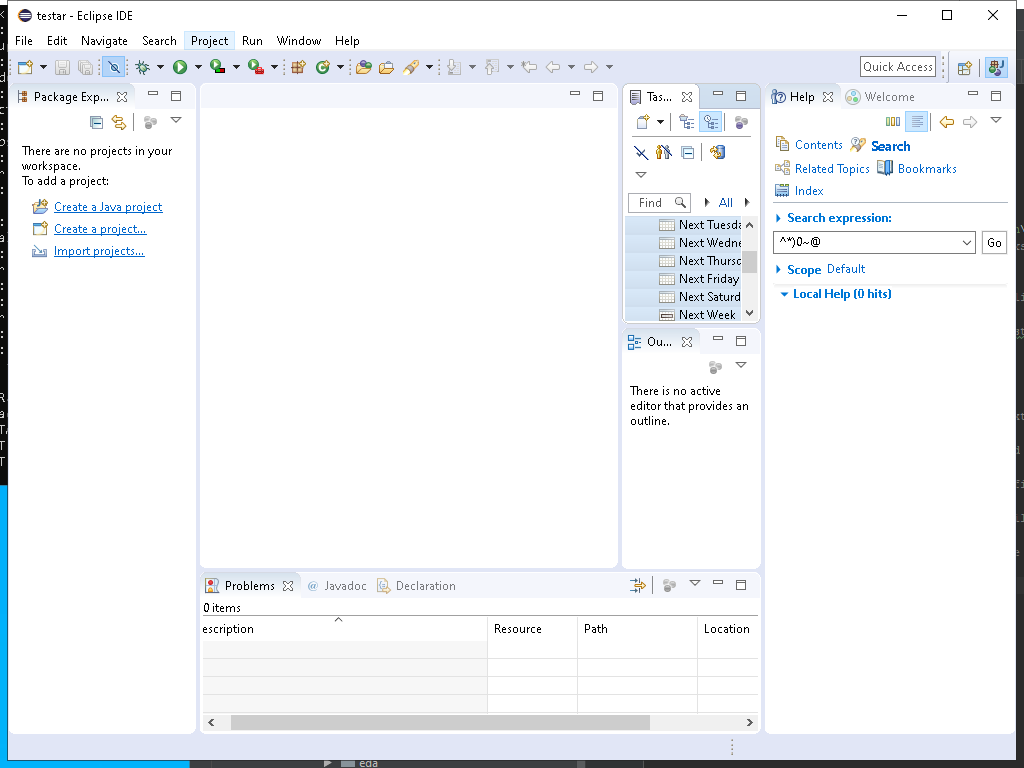 testar - Eclipse IDE
File Edit Navigate Search Project Run Window Help
Quick Access
Package Exp...
There are no projects in your
workspace.
To add a project:
Create a Java project
Create a project...
Import projects...
Tas...
Find
All
Next Tuesda
Next Wedne
Next Thursd
Next Friday
Next Saturd
Next Week
Ou...
There is no active
editor that provides an
outline.
Help Welcome
Contents Search
Related Topics Bookmarks
Index
Search expression:
^*)0~@ Go
Scope Default
Local Help (0 hits)
Problems @ Javadoc Declaration
0 items
escription Resource Path Location
eda